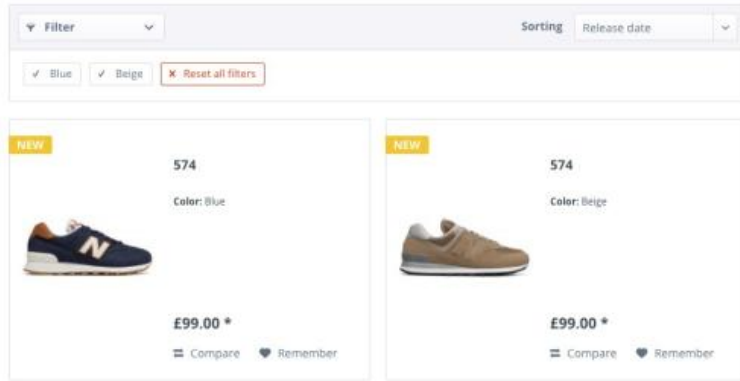 Filter
Sorting Release date
Blue Beige Reset all filters
NEW
574
Color: Blue
N
£99.00 *
Compare Remember
NEW
574
Color: Beige
£99.00 *
Compare Remember